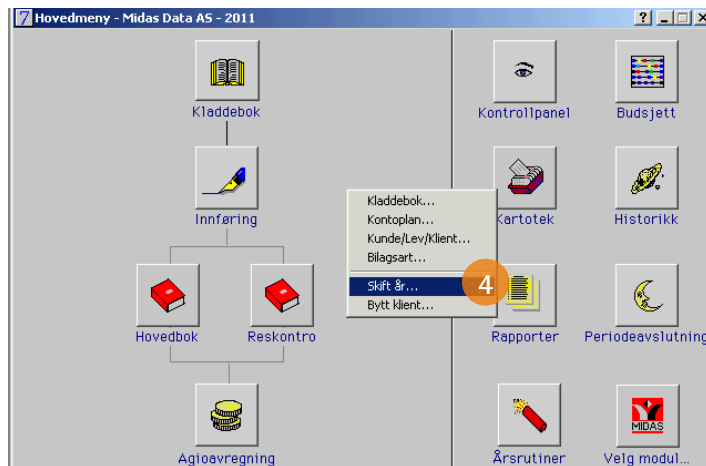 Hovedmeny - Midas Data AS - 2011
Kladdebok
Kontrollpanel
Budsjett
Innføring
Kartotek
Historikk
Kladdebok...
Kontoplan...
Kunde/Lev/Klient...
Bilagsart...
Skift år...
4
Bytt klient...
Hovedbok
Reskontro
Rapporter
Periodeavslutning
MIDAS
Agioavregning
Årsrutiner
Velg modul...